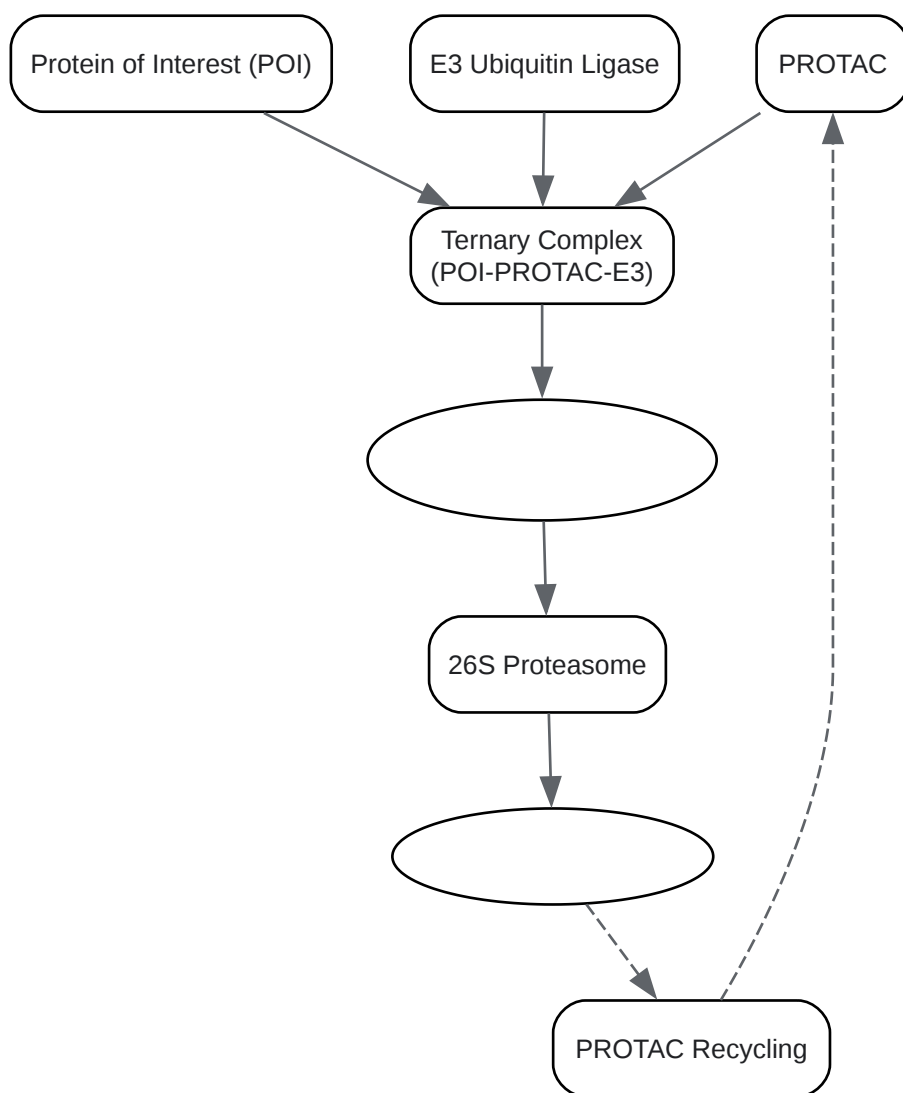 Protein of Interest (POI)
E3 Ubiquitin Ligase
PROTAC
Ternary Complex
(POI-PROTAC-E3)
26S Proteasome
PROTAC Recycling